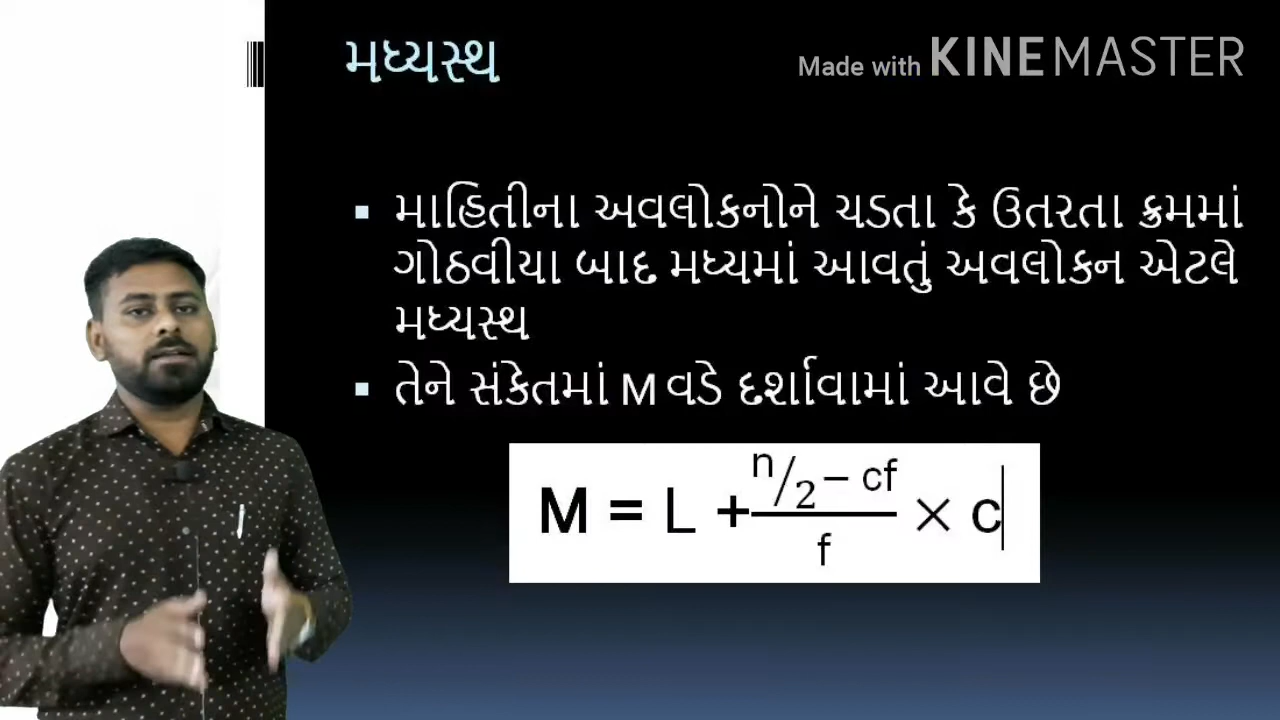 મધ્યસ્થ
Made with KINEMASTER
માહિતીના અવલોકનોને ચડતા કે ઉતરતા ક્રમમાં
ગોઠવીયા બાદ મધ્યમાં આવતું અવલોકન એટલે
મધ્યસ્થ
તેને સંકેતમાં M વડે દર્શાવામાં આવે છે
M = L + (n/2 − cf)/f × c